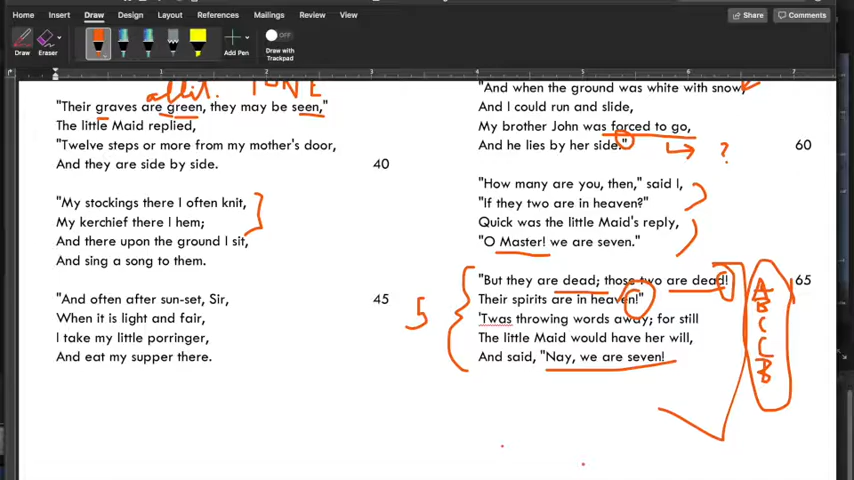 Home Insert Draw Design Layout References Mailings Review View Share Comments
Draw Eraser Add Pen OFF Draw with Trackpad
1 2 3 4 5 6 7
allit. TONE
"Their graves are green, they may be seen,"
The little Maid replied,
"Twelve steps or more from my mother's door,
And they are side by side. 40
"My stockings there I often knit,
My kerchief there I hem;
And there upon the ground I sit,
And sing a song to them.
"And often after sun-set, Sir, 45
When it is light and fair,
I take my little porringer,
And eat my supper there.
"And when the ground was white with snow,
And I could run and slide,
My brother John was forced to go,
And he lies by her side." 60
?
"How many are you, then," said I,
"If they two are in heaven?"
Quick was the little Maid's reply,
"O Master! we are seven."
"But they are dead; those two are dead! 65
Their spirits are in heaven!"
'Twas throwing words away; for still
The little Maid would have her will,
And said, "Nay, we are seven!
5
A
B
C
C
B